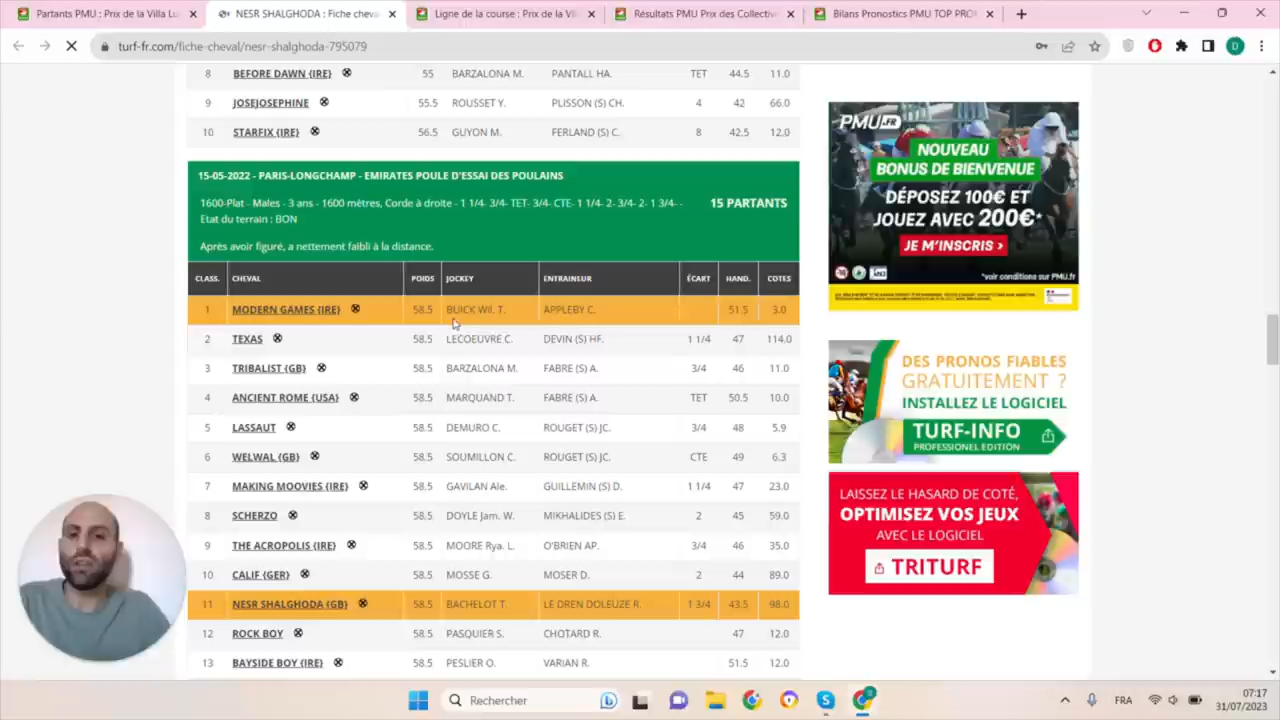 Partants PMU : Prix de la Villa Lu
NESR SHALGHODA : Fiche cheva
Ligne de la course : Prix de la Ville
Résultats PMU Prix des Collectiv
Bilans Pronostics PMU TOP PRO
turf-fr.com/fiche-cheval/nesr-shalghoda-795079
8 BEFORE DAWN (IRE) 55 BARZALONA M. PANTALL HA. TET 44.5 11.0
9 JOSEJOSEPHINE 55.5 ROUSSET Y. PLISSON (S) CH. 4 42 66.0
10 STARFIX (IRE) 56.5 GUYON M. FERLAND (S) C. 8 42.5 12.0
15-05-2022 - PARIS-LONGCHAMP - EMIRATES POULE D'ESSAI DES POULAINS
1600-Plat - Males - 3 ans - 1600 mètres, Corde à droite - 1 1/4- 3/4- TET- 3/4- CTE- 1 1/4- 2- 3/4- 2- 1 3/4- -
Etat du terrain : BON
15 PARTANTS
Après avoir figuré, a nettement faibli à la distance.
CLASS. CHEVAL POIDS JOCKEY ENTRAINEUR ÉCART HAND. COTES
1 MODERN GAMES (IRE) 58.5 BUICK Wil. T. APPLEBY C. 51.5 3.0
2 TEXAS 58.5 LECOEUVRE C. DEVIN (S) HF. 1 1/4 47 114.0
3 TRIBALIST (GB) 58.5 BARZALONA M. FABRE (S) A. 3/4 46 11.0
4 ANCIENT ROME (USA) 58.5 MARQUAND T. FABRE (S) A. TET 50.5 10.0
5 LASSAUT 58.5 DEMURO C. ROUGET (S) JC. 3/4 48 5.9
6 WELWAL (GB) 58.5 SOUMILLON C. ROUGET (S) JC. CTE 49 6.3
7 MAKING MOOVIES (IRE) 58.5 GAVILAN Ale. GUILLEMIN (S) D. 1 1/4 47 23.0
8 SCHERZO 58.5 DOYLE Jam. W. MIKHALIDES (S) E. 2 45 59.0
9 THE ACROPOLIS (IRE) 58.5 MOORE Rya. L. O'BRIEN AP. 3/4 46 35.0
10 CALIF (GER) 58.5 MOSSE G. MOSER D. 2 44 89.0
11 NESR SHALGHODA (GB) 58.5 BACHELOT T. LE DREN DOLEUZE R. 1 3/4 43.5 98.0
12 ROCK BOY 58.5 PASQUIER S. CHOTARD R. 47 12.0
13 BAYSIDE BOY (IRE) 58.5 PESLIER O. VARIAN R. 51.5 12.0
PMU.FR
NOUVEAU
BONUS DE BIENVENUE
DÉPOSEZ 100€ ET
JOUEZ AVEC 200€*
JE M'INSCRIS >
*voir conditions sur PMU.fr
DES PRONOS FIABLES
GRATUITEMENT ?
INSTALLEZ LE LOGICIEL
TURF-INFO
PROFESSIONEL EDITION
LAISSEZ LE HASARD DE COTÉ,
OPTIMISEZ VOS JEUX
AVEC LE LOGICIEL
TRITURF
Rechercher
FRA
07:17
31/07/2023